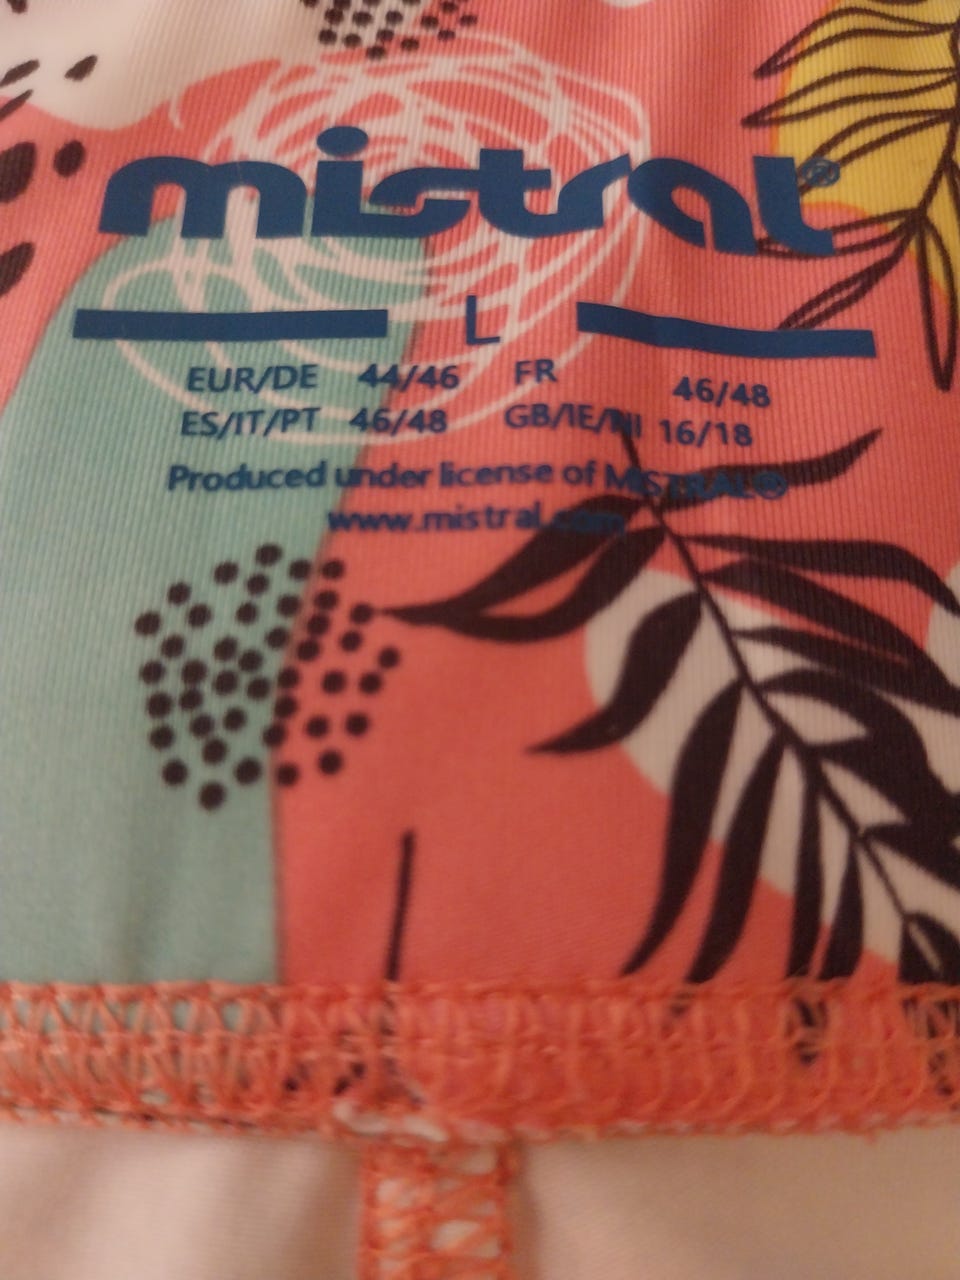 mistral®
L
EUR/DE 44/46 FR 46/48
ES/IT/PT 46/48 GB/IE/NI 16/18
Produced under license of MISTRAL®
www.mistral.com